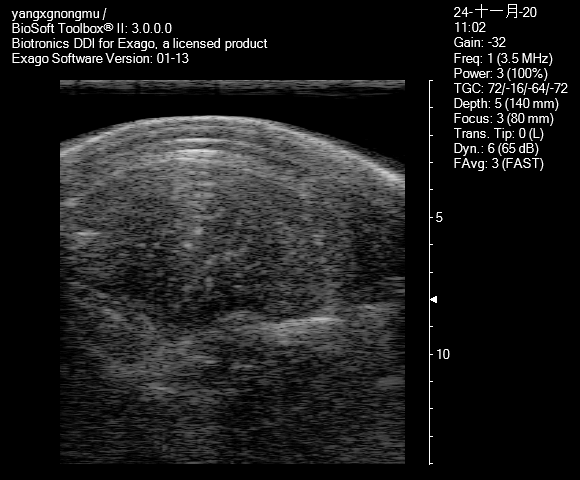 yangxgnongmu /
BioSoft Toolbox® II: 3.0.0.0
Biotronics DDI for Exago, a licensed product
Exago Software Version: 01-13
24-十一月-20
11:02
Gain: -32
Freq: 1 (3.5 MHz)
Power: 3 (100%)
TGC: 72/-16/-64/-72
Depth: 5 (140 mm)
Focus: 3 (80 mm)
Trans. Tip: 0 (L)
Dyn.: 6 (65 dB)
FAvg: 3 (FAST)
5
10